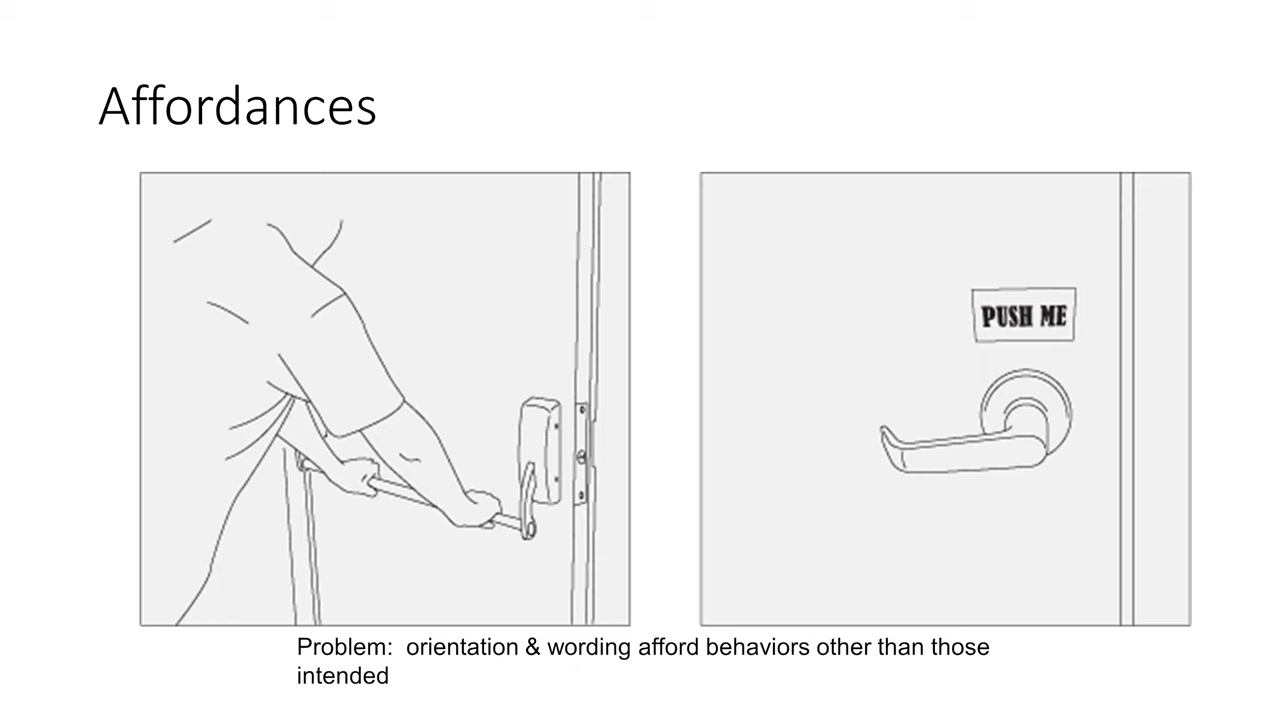 Affordances
PUSH ME
Problem:  orientation & wording afford behaviors other than those
intended